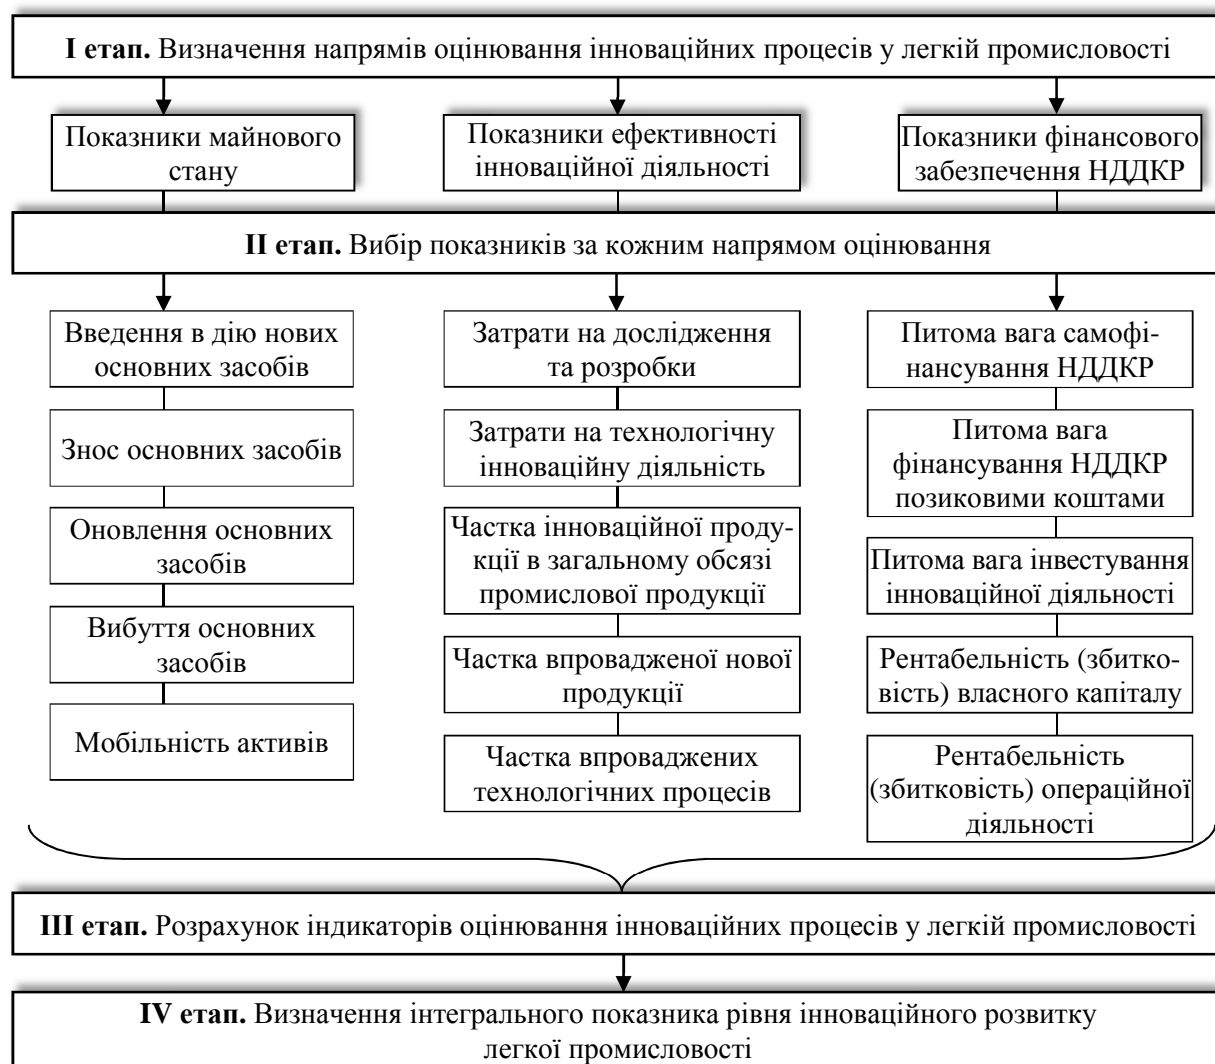 I етап. Визначення напрямів оцінювання інноваційних процесів у легкій промисловості
Показники майнового
стану
Показники ефективності
інноваційної діяльності
Показники фінансового
забезпечення НДДКР
II етап. Вибір показників за кожним напрямом оцінювання
Введення в дію нових
основних засобів
Знос основних засобів
Оновлення основних
засобів
Вибуття основних
засобів
Мобільність активів
Затрати на дослідження
та розробки
Затрати на технологічну
інноваційну діяльність
Частка інноваційної проду-
кції в загальному обсязі
промислової продукції
Частка впровадженої нової
продукції
Частка впроваджених
технологічних процесів
Питома вага самофі-
нансування НДДКР
Питома вага
фінансування НДДКР
позиковими коштами
Питома вага інвестування
інноваційної діяльності
Рентабельність (збитко-
вість) власного капіталу
Рентабельність
(збитковість) операційної
діяльності
III етап. Розрахунок індикаторів оцінювання інноваційних процесів у легкій промисловості
IV етап. Визначення інтегрального показника рівня інноваційного розвитку
легкої промисловості